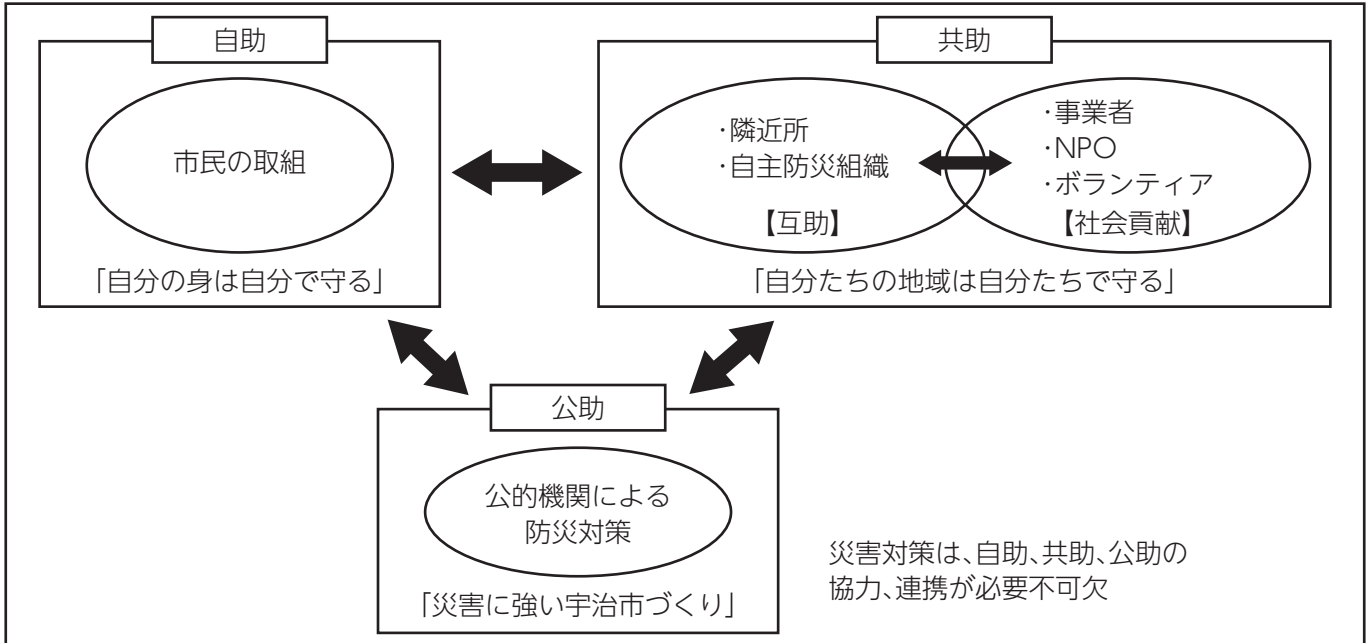 自助
市民の取組
「自分の身は自分で守る」
共助
・隣近所
・自主防災組織
【互助】
・事業者
・NPO
・ボランティア
【社会貢献】
「自分たちの地域は自分たちで守る」
公助
公的機関による
防災対策
「災害に強い宇治市づくり」
災害対策は、自助、共助、公助の
協力、連携が必要不可欠